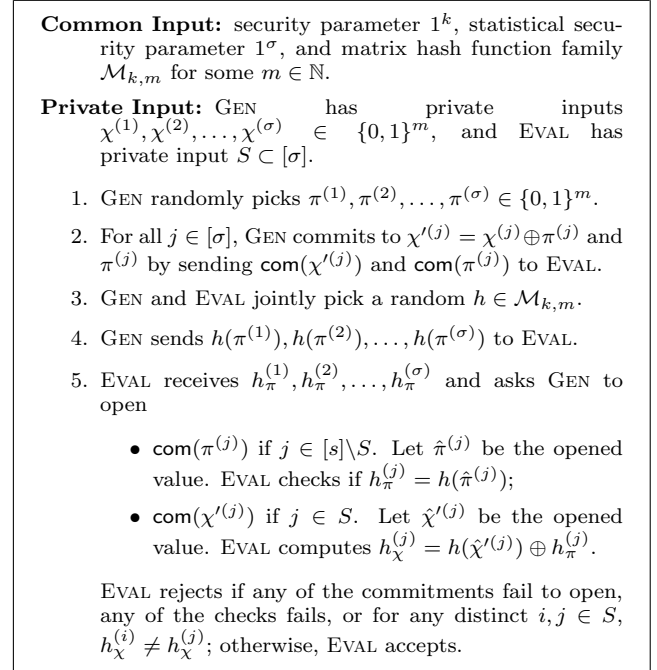 Common Input: security parameter 1^k, statistical secu-
rity parameter 1^σ, and matrix hash function family
ℳ_{k,m} for some m ∈ ℕ.
Private Input: GEN has private inputs
χ^{(1)}, χ^{(2)}, . . . , χ^{(σ)} ∈ {0, 1}^m, and EVAL has
private input S ⊂ [σ].
1. GEN randomly picks π^{(1)}, π^{(2)}, . . . , π^{(σ)} ∈ {0, 1}^m.
2. For all j ∈ [σ], GEN commits to χ′^{(j)} = χ^{(j)}⊕π^{(j)} and
π^{(j)} by sending com(χ′^{(j)}) and com(π^{(j)}) to EVAL.
3. GEN and EVAL jointly pick a random h ∈ ℳ_{k,m}.
4. GEN sends h(π^{(1)}), h(π^{(2)}), . . . , h(π^{(σ)}) to EVAL.
5. EVAL receives h_π^{(1)}, h_π^{(2)}, . . . , h_π^{(σ)} and asks GEN to
open
• com(π^{(j)}) if j ∈ [s]\S. Let π̂^{(j)} be the opened
value. EVAL checks if h_π^{(j)} = h(π̂^{(j)});
• com(χ′^{(j)}) if j ∈ S. Let χ̂′^{(j)} be the opened
value. EVAL computes h_χ^{(j)} = h(χ̂′^{(j)}) ⊕ h_π^{(j)}.
EVAL rejects if any of the commitments fail to open,
any of the checks fails, or for any distinct i, j ∈ S,
h_χ^{(i)} ≠ h_χ^{(j)}; otherwise, EVAL accepts.